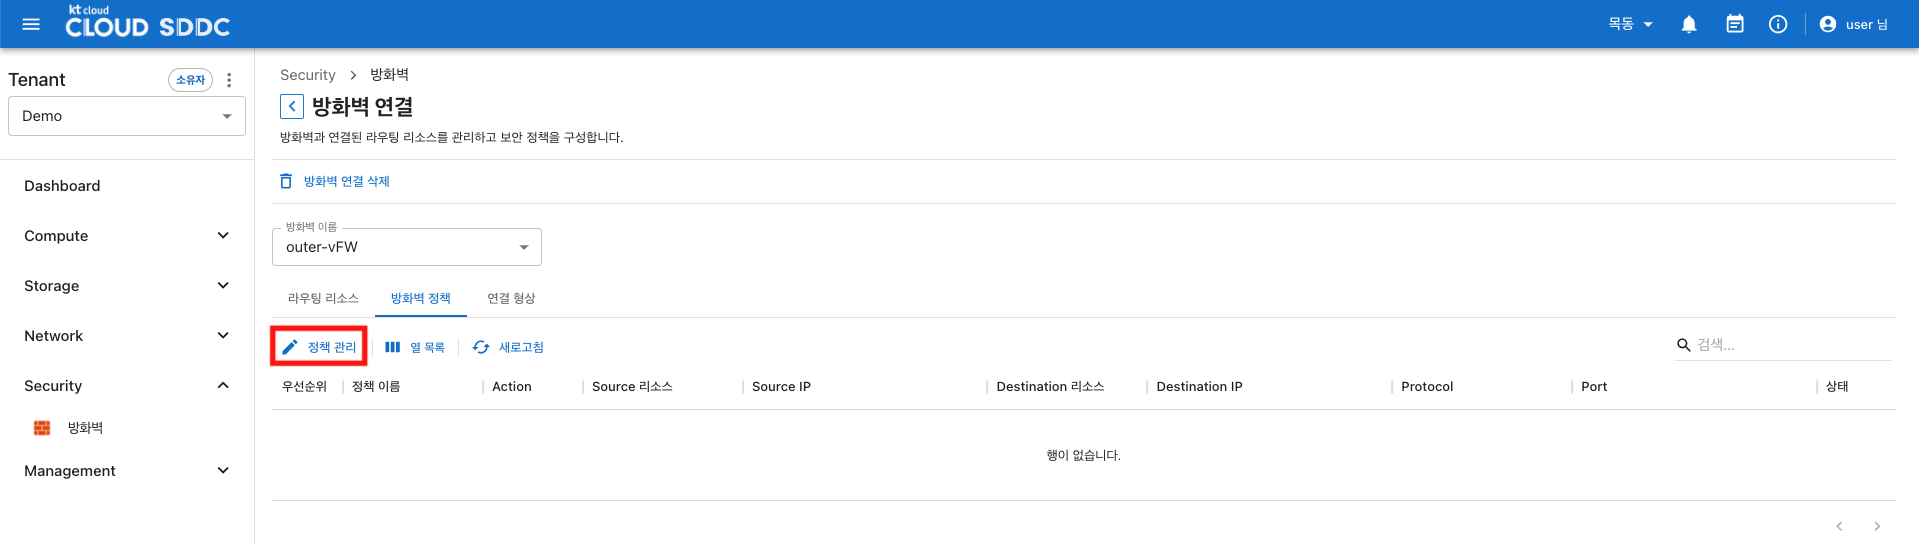 kt cloud
CLOUD SDDC
목동
user 님
Tenant
소유자
Demo
Dashboard
Compute
Storage
Network
Security
방화벽
Management
Security > 방화벽
방화벽 연결
방화벽과 연결된 라우팅 리소스를 관리하고 보안 정책을 구성합니다.
방화벽 연결 삭제
방화벽 이름
outer-vFW
라우팅 리소스 방화벽 정책 연결 형상
정책 관리 열 목록 새로고침 검색...
우선순위 정책 이름 Action Source 리소스 Source IP Destination 리소스 Destination IP Protocol Port 상태
행이 없습니다.